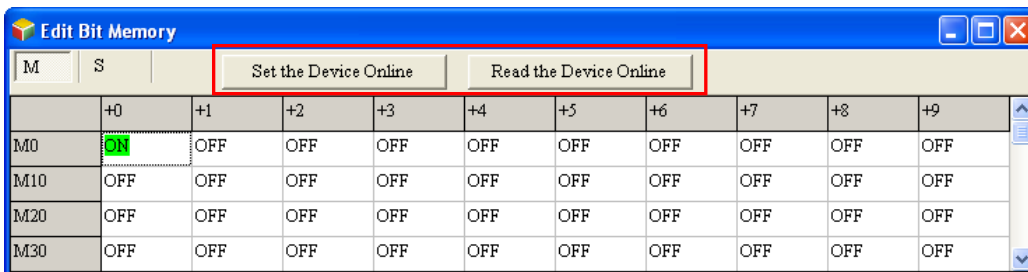 Edit Bit Memory
M S Set the Device Online Read the Device Online
+0 +1 +2 +3 +4 +5 +6 +7 +8 +9
M0 ON OFF OFF OFF OFF OFF OFF OFF OFF OFF
M10 OFF OFF OFF OFF OFF OFF OFF OFF OFF OFF
M20 OFF OFF OFF OFF OFF OFF OFF OFF OFF OFF
M30 OFF OFF OFF OFF OFF OFF OFF OFF OFF OFF